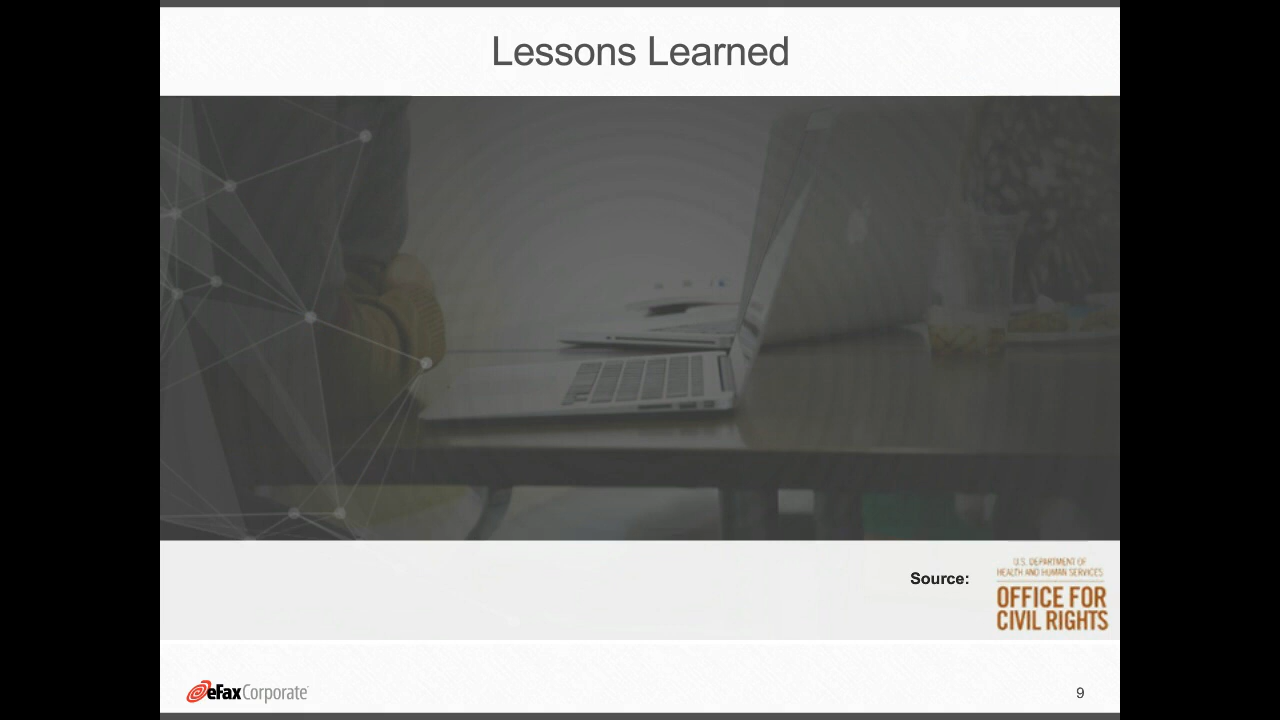 Lessons Learned
Source:
U.S. DEPARTMENT OF
HEALTH AND HUMAN SERVICES
OFFICE FOR
CIVIL RIGHTS
eFax Corporate
9